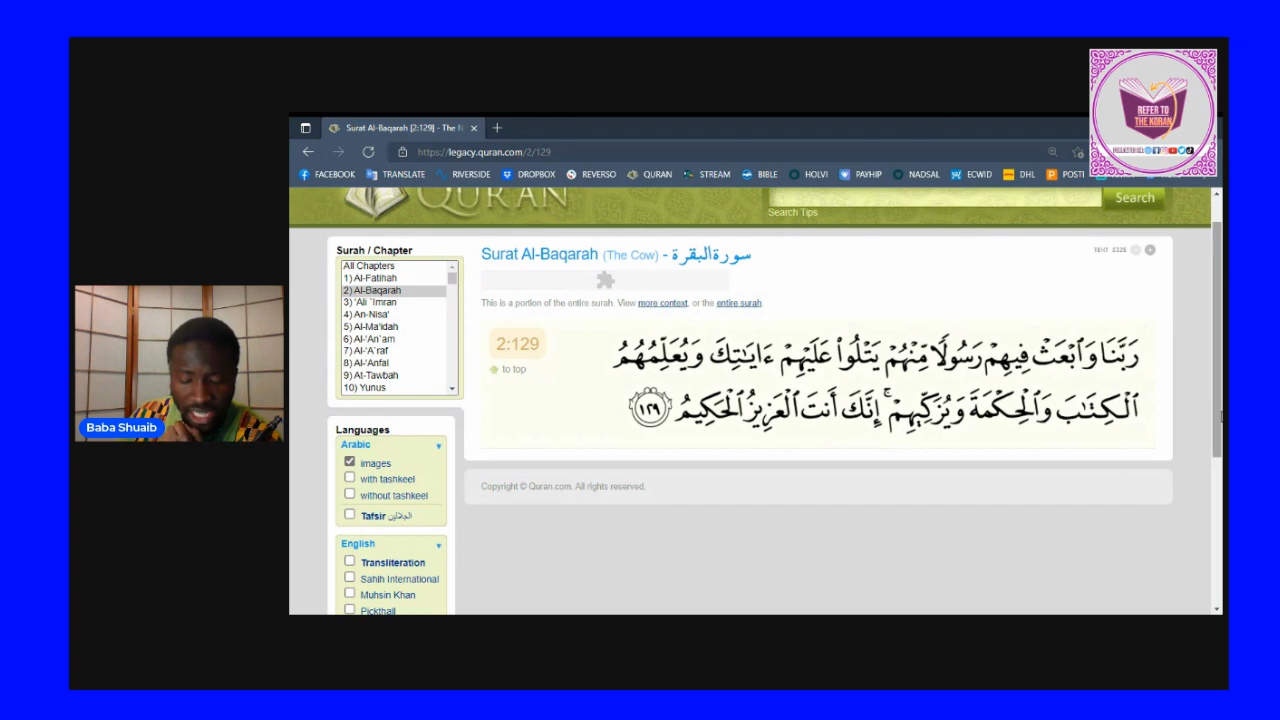 REFER TO
THE KORAN
Surat Al-Baqarah [2:129] - The N
https://legacy.quran.com/2/129
FACEBOOK TRANSLATE RIVERSIDE DROPBOX REVERSO QURAN STREAM BIBLE HOLVI PAYHIP NADSAL ECWID DHL POSTI
QURAN
Search
Search Tips
Surah / Chapter
All Chapters
1) Al-Fatihah
2) Al-Baqarah
3) 'Ali `Imran
4) An-Nisa'
5) Al-Ma'idah
6) Al-'An`am
7) Al-'A`raf
8) Al-'Anfal
9) At-Tawbah
10) Yunus
Surat Al-Baqarah (The Cow) - سورة البقرة
TEXT SIZE
This is a portion of the entire surah. View more context, or the entire surah.
2:129
to top
رَبَّنَا وَٱبْعَثْ فِيهِمْ رَسُولًا مِّنْهُمْ يَتْلُوا۟ عَلَيْهِمْ ءَايَـٰتِكَ وَيُعَلِّمُهُمُ
ٱلْكِتَـٰبَ وَٱلْحِكْمَةَ وَيُزَكِّيهِمْ ۚ إِنَّكَ أَنتَ ٱلْعَزِيزُ ٱلْحَكِيمُ ١٢٩
Copyright © Quran.com. All rights reserved.
Baba Shuaib
Languages
Arabic
images
with tashkeel
without tashkeel
Tafsir الجلالين
English
Transliteration
Sahih International
Muhsin Khan
Pickthall